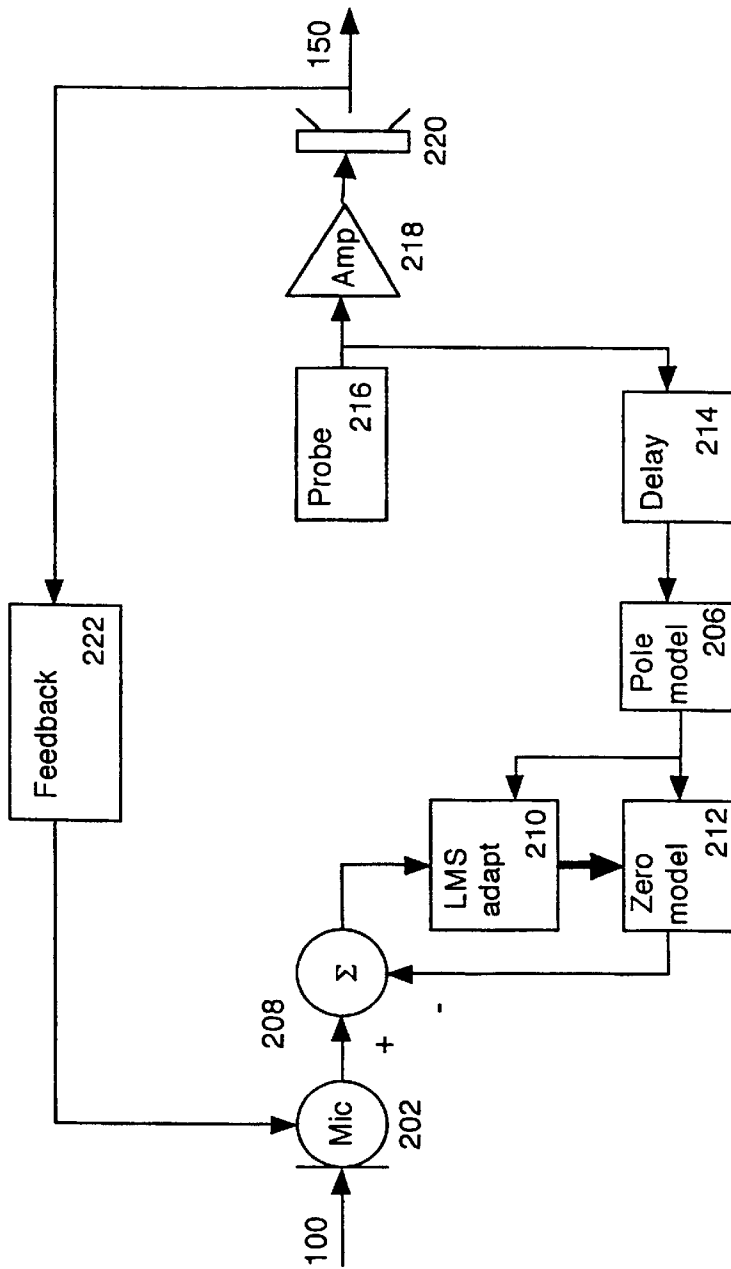 Feedback
222
100
Mic
202
+
208
Σ
-
LMS
adapt
210
Zero
model
212
Pole
model
206
Delay
214
Probe
216
Amp
218
220
150